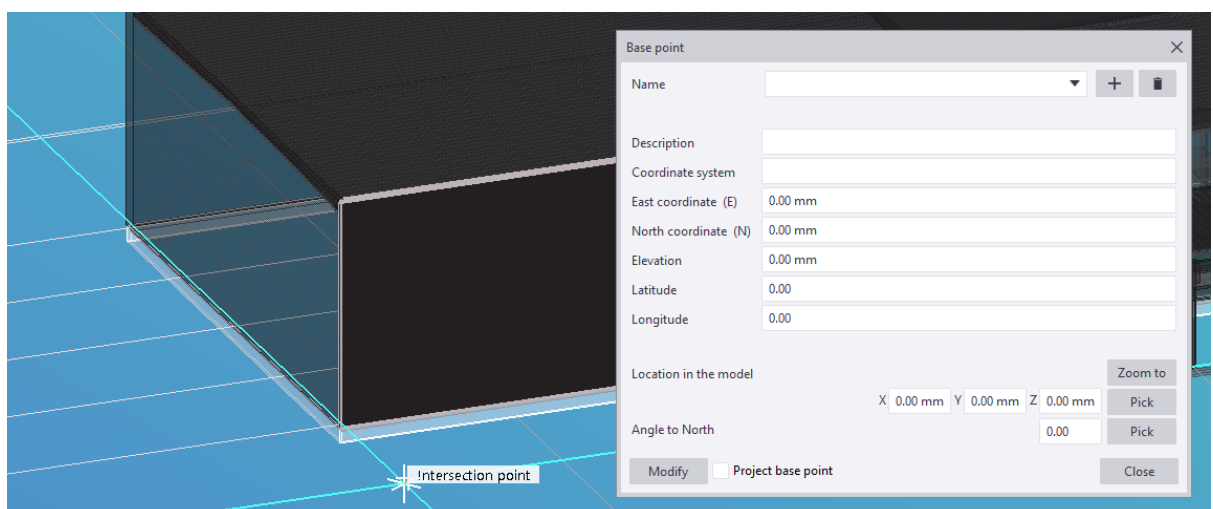 Base point
Name
Description
Coordinate system
East coordinate (E) 0.00 mm
North coordinate (N) 0.00 mm
Elevation 0.00 mm
Latitude 0.00
Longitude 0.00
Location in the model Zoom to
X 0.00 mm Y 0.00 mm Z 0.00 mm Pick
Angle to North 0.00 Pick
Modify Project base point Close
Intersection point